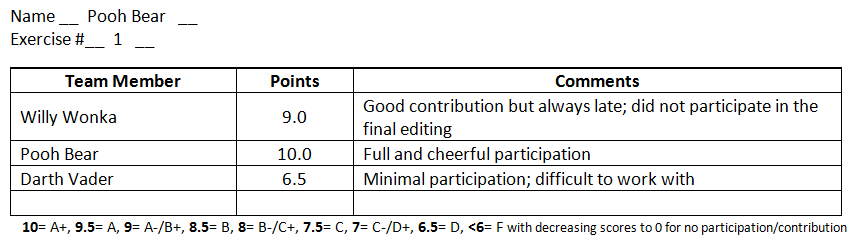 Name __ Pooh Bear __
Exercise #__ 1 __
Team Member Points Comments
Willy Wonka 9.0 Good contribution but always late; did not participate in the
final editing
Pooh Bear 10.0 Full and cheerful participation
Darth Vader 6.5 Minimal participation; difficult to work with
10= A+, 9.5= A, 9= A-/B+, 8.5= B, 8= B-/C+, 7.5= C, 7= C-/D+, 6.5= D, <6= F with decreasing scores to 0 for no participation/contribution